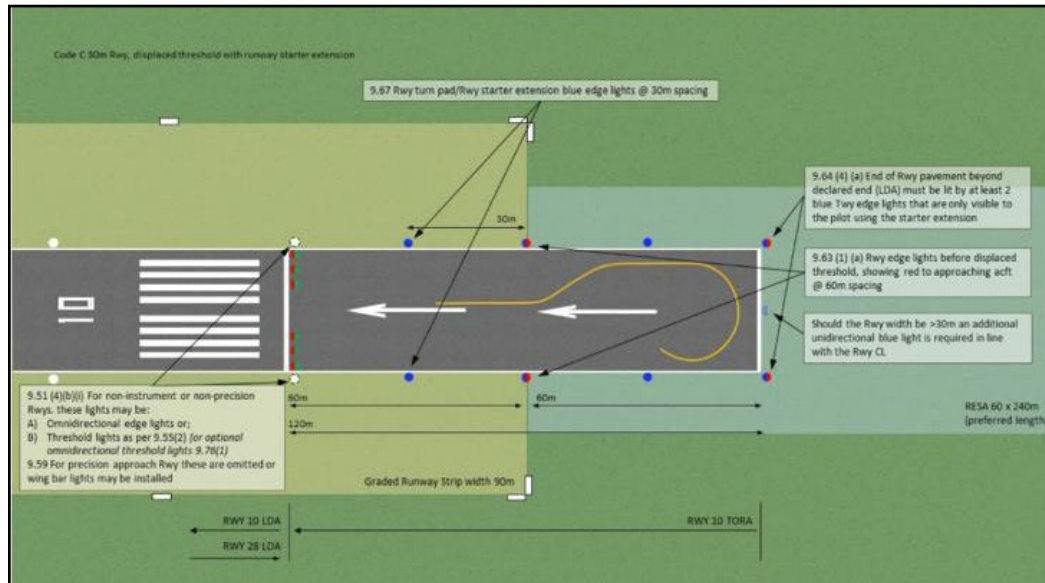 Code C 30m Rwy, displaced threshold with runway starter extension
9.67 Rwy turn pad/Rwy starter extension blue edge lights @ 30m spacing
9.64 (4) (a) End of Rwy pavement beyond
declared end (LDA) must be lit by at least 2
blue Twy edge lights that are only visible to
the pilot using the starter extension
30m
9.63 (1) (a) Rwy edge lights before displaced
threshold, showing red to approaching acft
@ 60m spacing
10
Should the Rwy width be >30m an additional
unidirectional blue light is required in line
with the Rwy CL
9.51 (4)(b)(i) For non-instrument or non-precision
Rwys. these lights may be:
A) Omnidirectional edge lights or;
B) Threshold lights as per 9.55(2) (or optional
omnidirectional threshold lights 9.76(1)
9.59 For precision approach Rwy these are omitted or
wing bar lights may be installed
60m
60m
120m
RESA 60 x 240m
(preferred length
Graded Runway Strip width 90m
RWY 10 LDA
RWY 10 TORA
RWY 28 LDA